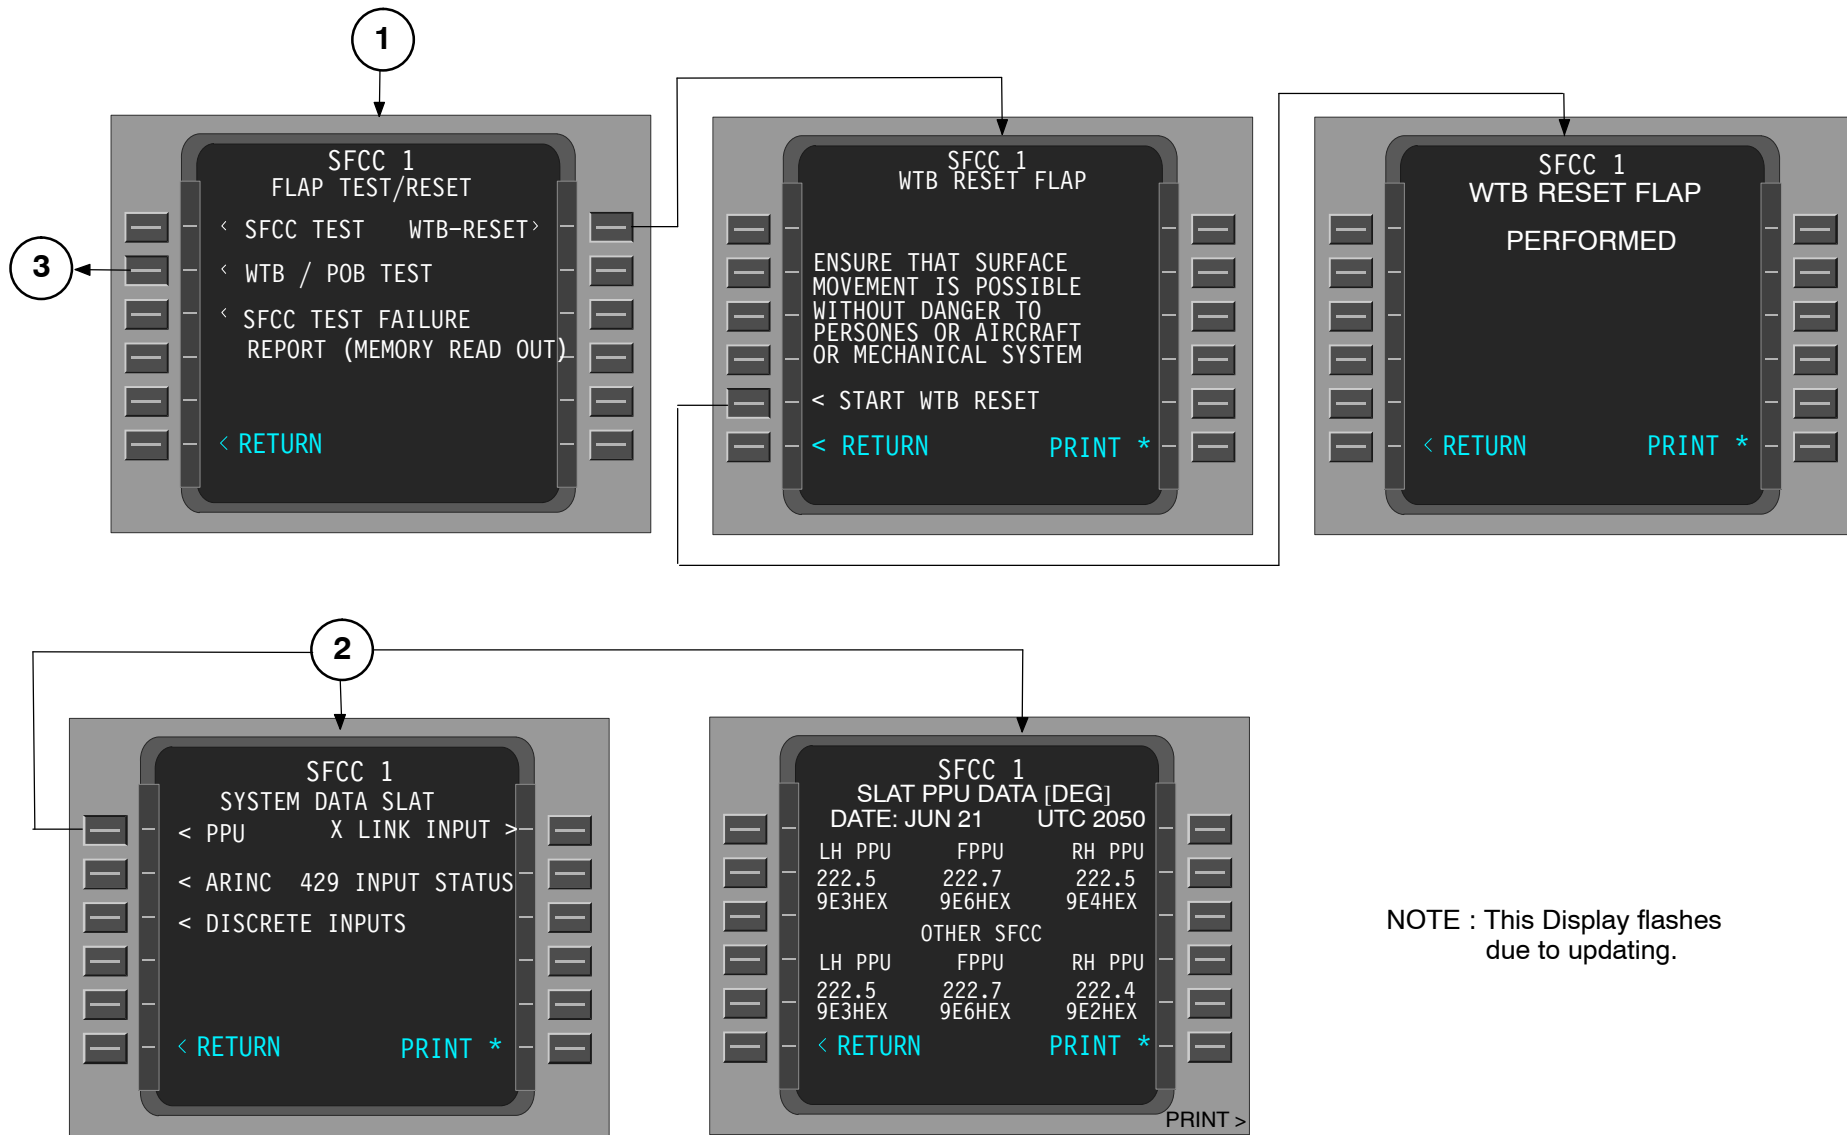 1
SFCC 1
FLAP TEST/RESET
< SFCC TEST WTB-RESET>
< WTB / POB TEST
< SFCC TEST FAILURE
REPORT (MEMORY READ OUT)
< RETURN
3
SFCC 1
WTB RESET FLAP
ENSURE THAT SURFACE
MOVEMENT IS POSSIBLE
WITHOUT DANGER TO
PERSONES OR AIRCRAFT
OR MECHANICAL SYSTEM
< START WTB RESET
< RETURN PRINT *
SFCC 1
WTB RESET FLAP
PERFORMED
< RETURN PRINT *
2
SFCC 1
SYSTEM DATA SLAT
< PPU X LINK INPUT >
< ARINC 429 INPUT STATUS
< DISCRETE INPUTS
< RETURN PRINT *
SFCC 1
SLAT PPU DATA [DEG]
DATE: JUN 21 UTC 2050
LH PPU FPPU RH PPU
222.5 222.7 222.5
9E3HEX 9E6HEX 9E4HEX
OTHER SFCC
LH PPU FPPU RH PPU
222.5 222.7 222.4
9E3HEX 9E6HEX 9E2HEX
< RETURN PRINT *
PRINT >
NOTE : This Display flashes
due to updating.